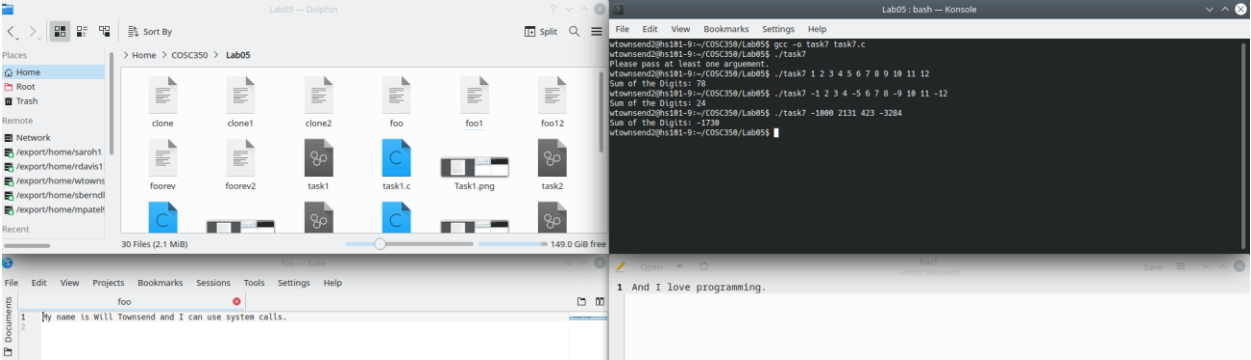 Lab05 — Dolphin
Sort By
Split
Places
Home
Root
Trash
Remote
Network
/export/home/saroh1
/export/home/rdavis1
/export/home/wtowns
/export/home/sberndl
/export/home/mpatel
Recent
> Home > COSC350 > Lab05
clone clone1 clone2 foo foo1 foo12
foorev foorev2 task1 task1.c Task1.png task2
30 Files (2.1 MiB)
149.0 GiB free
Lab05 : bash — Konsole
File Edit View Bookmarks Settings Help
wtownsend2@hs101-9:~/COSC350/Lab05$ gcc -o task7 task7.c
wtownsend2@hs101-9:~/COSC350/Lab05$ ./task7
Please pass at least one arguement.
wtownsend2@hs101-9:~/COSC350/Lab05$ ./task7 1 2 3 4 5 6 7 8 9 10 11 12
Sum of the Digits: 78
wtownsend2@hs101-9:~/COSC350/Lab05$ ./task7 -1 2 3 4 -5 6 7 8 -9 10 11 -12
Sum of the Digits: 24
wtownsend2@hs101-9:~/COSC350/Lab05$ ./task7 -1000 2131 423 -3284
Sum of the Digits: -1730
wtownsend2@hs101-9:~/COSC350/Lab05$
foo — Kate
File Edit View Projects Bookmarks Sessions Tools Settings Help
foo
Documents
1 My name is Will Townsend and I can use system calls.
2
Open
foo1
Save
1 And I love programming.